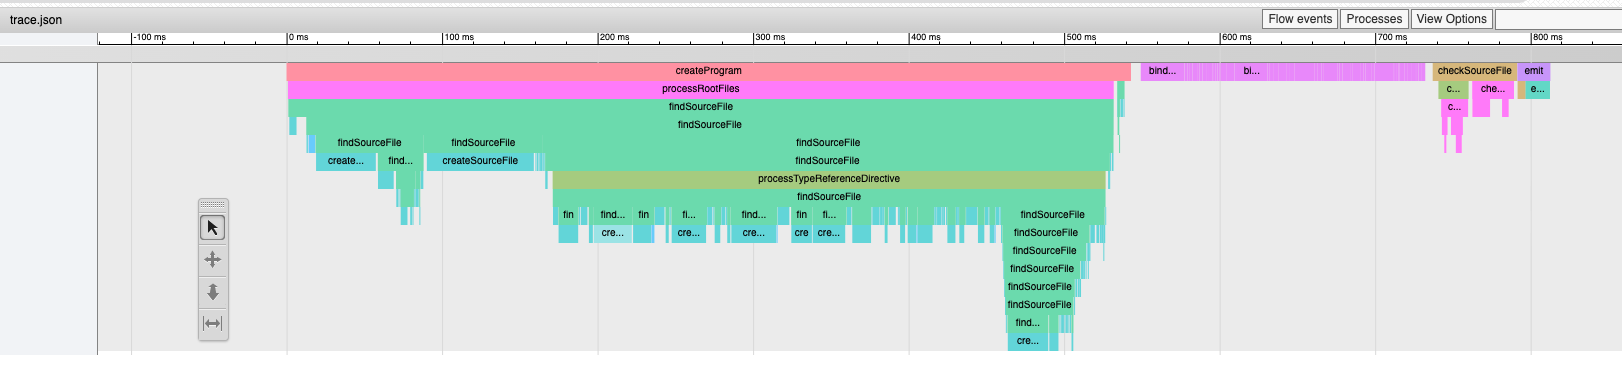 trace.json Flow events Processes View Options
-100 ms 0 ms 100 ms 200 ms 300 ms 400 ms 500 ms 600 ms 700 ms 800 ms
createProgram bind... bi... checkSourceFile emit
processRootFiles c... che... e...
findSourceFile c...
findSourceFile
findSourceFile findSourceFile findSourceFile
create... find... createSourceFile findSourceFile
processTypeReferenceDirective
findSourceFile
fin find... fin fi... find... fin fi... findSourceFile
cre... cre... cre... cre cre... findSourceFile
findSourceFile
findSourceFile
findSourceFile
findSourceFile
find...
cre...